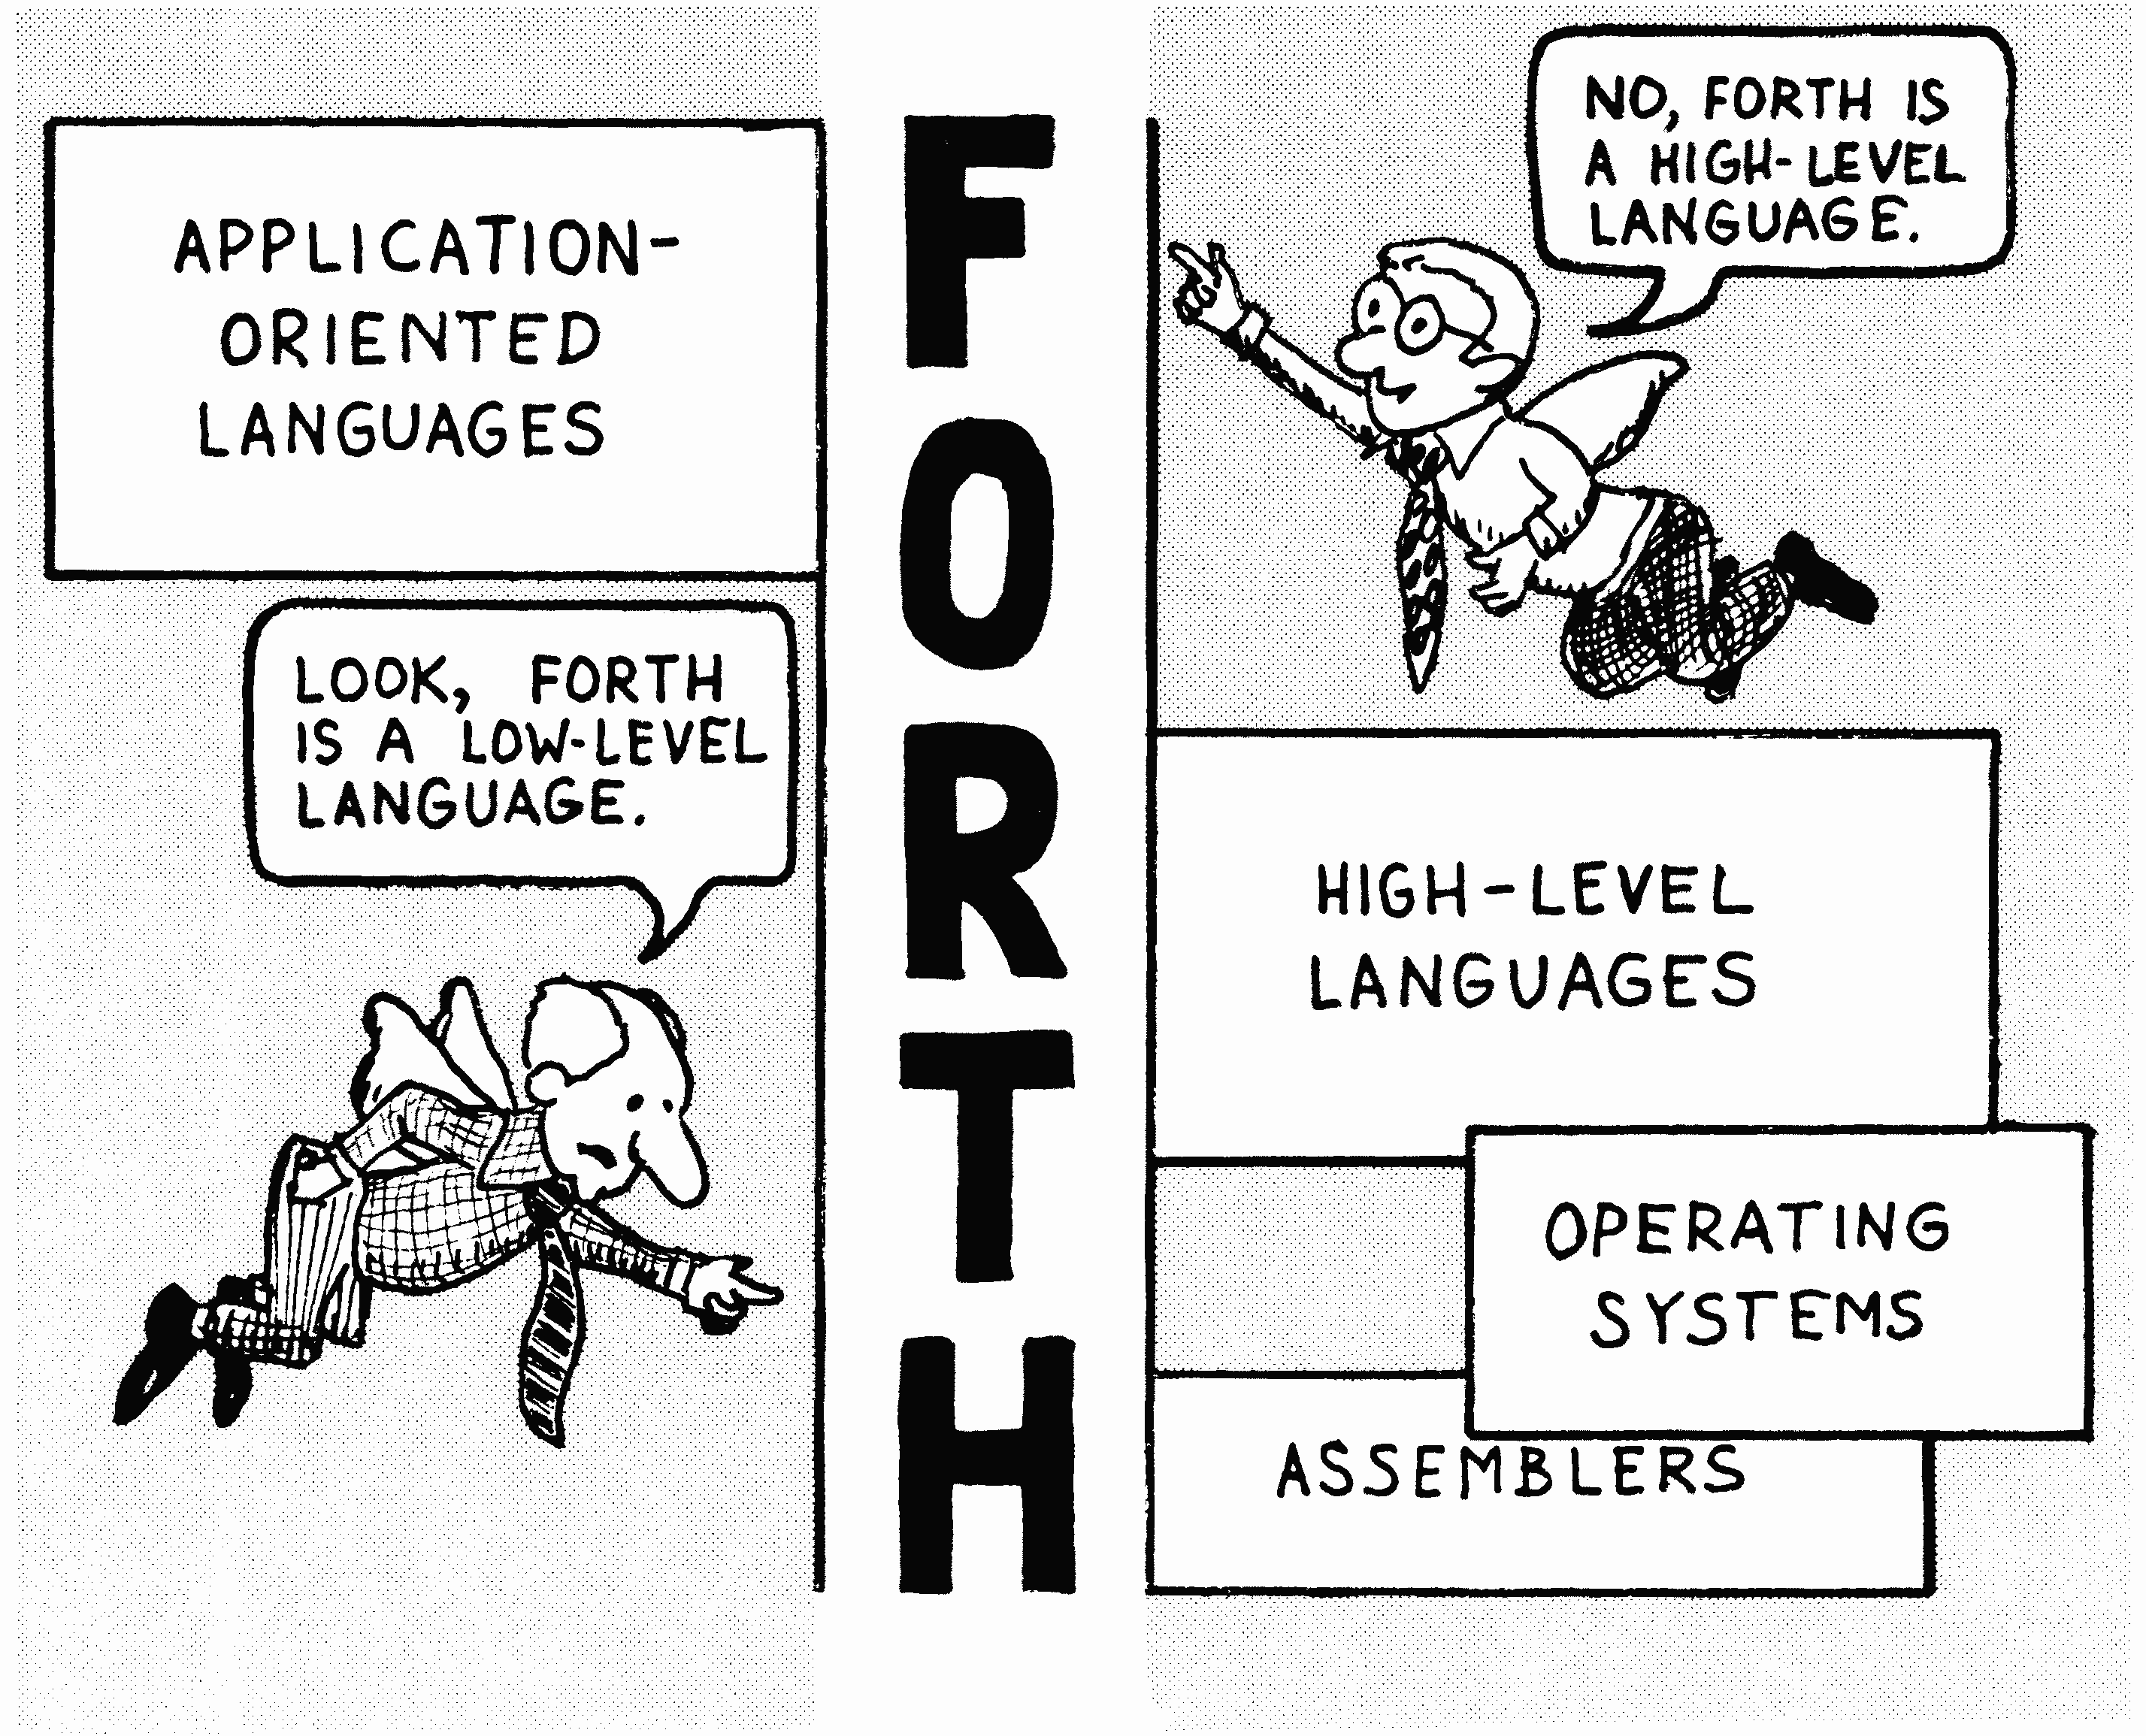 APPLICATION-
ORIENTED
LANGUAGES
LOOK, FORTH
IS A LOW-LEVEL
LANGUAGE.
FORTH
NO, FORTH IS
A HIGH-LEVEL
LANGUAGE.
HIGH-LEVEL
LANGUAGES
OPERATING
SYSTEMS
ASSEMBLERS